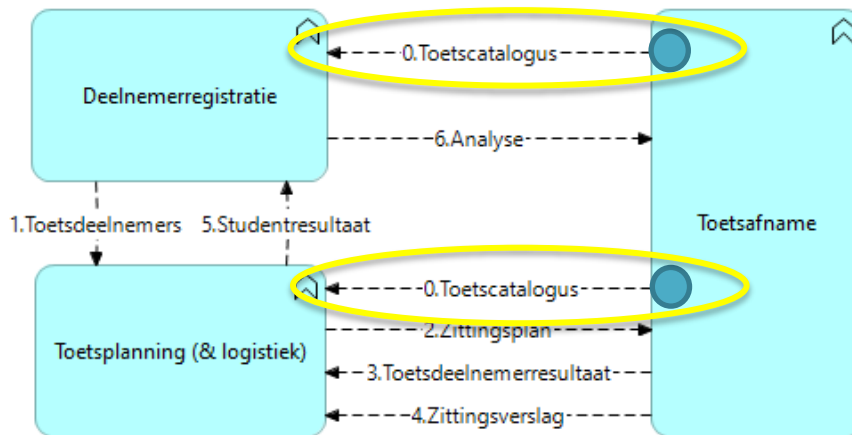 0.Toetscatalogus
Deelnemerregistratie
6.Analyse
1.Toetsdeelnemers
5.Studentresultaat
Toetsafname
0.Toetscatalogus
2.Zittingsplan
Toetsplanning (& logistiek)
3.Toetsdeelnemerresultaat
4.Zittingsverslag